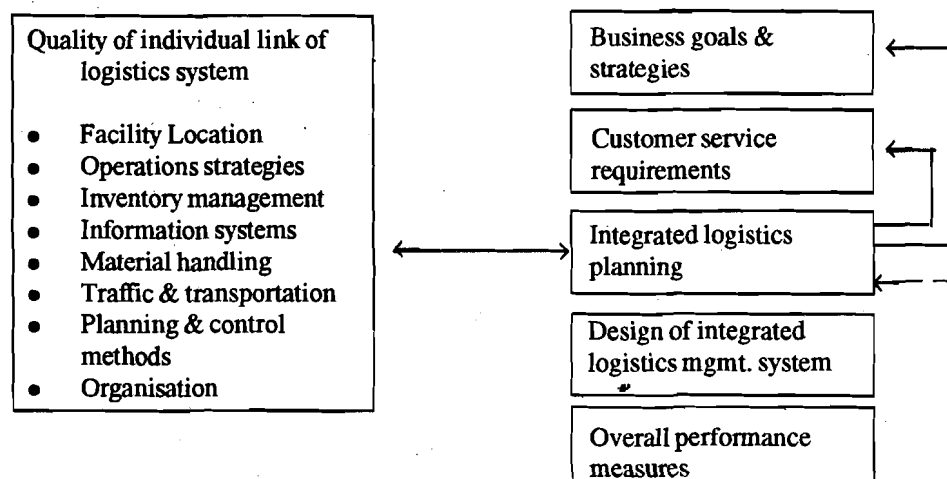 Quality of individual link of
logistics system
• Facility Location
• Operations strategies
• Inventory management
• Information systems
• Material handling
• Traffic & transportation
• Planning & control
methods
• Organisation
Business goals &
strategies
Customer service
requirements
Integrated logistics
planning
Design of integrated
logistics mgmt. system
Overall performance
measures